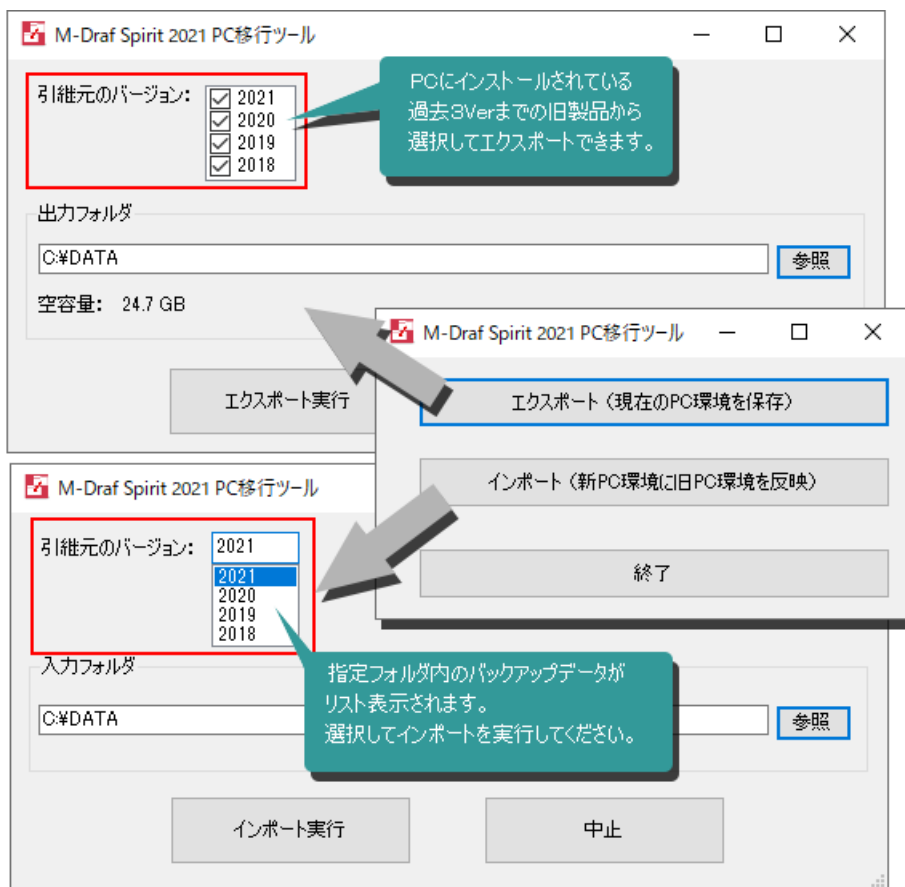 M-Draf Spirit 2021 PC移行ツール
引継元のバージョン:
2021
2020
2019
2018
PCにインストールされている
過去3Verまでの旧製品から
選択してエクスポートできます。
出力フォルダ
C:¥DATA
参照
空容量: 24.7 GB
エクスポート実行
M-Draf Spirit 2021 PC移行ツール
エクスポート（現在のPC環境を保存）
インポート（新PC環境に旧PC環境を反映）
終了
M-Draf Spirit 2021 PC移行ツール
引継元のバージョン:
2021
2021
2020
2019
2018
指定フォルダ内のバックアップデータが
リスト表示されます。
選択してインポートを実行してください。
入力フォルダ
C:¥DATA
参照
インポート実行
中止